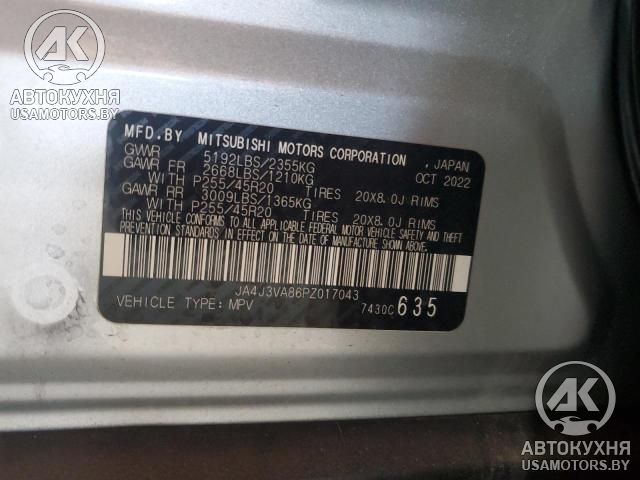 АК
АВТОКУХНЯ
USAMOTORS.BY
MFD.BY MITSUBISHI MOTORS CORPORATION , JAPAN
GVWR 5192LBS/2355KG OCT 2022
GAWR FR 2668LBS/1210KG
WITH P255/45R20 TIRES 20X8.0J RIMS
GAWR RR 3009LBS/1365KG
WITH P255/45R20 TIRES 20X8.0J RIMS
THIS VEHICLE CONFORMS TO ALL APPLICABLE FEDERAL MOTOR VEHICLE SAFETY AND THEFT
PREVENTION STANDARDS IN EFFECT ON THE DATE OF MANUFACTURE SHOWN ABOVE.
JA4J3VA86PZ017043
VEHICLE TYPE: MPV 7430C 635
АК
АВТОКУХНЯ
USAMOTORS.BY